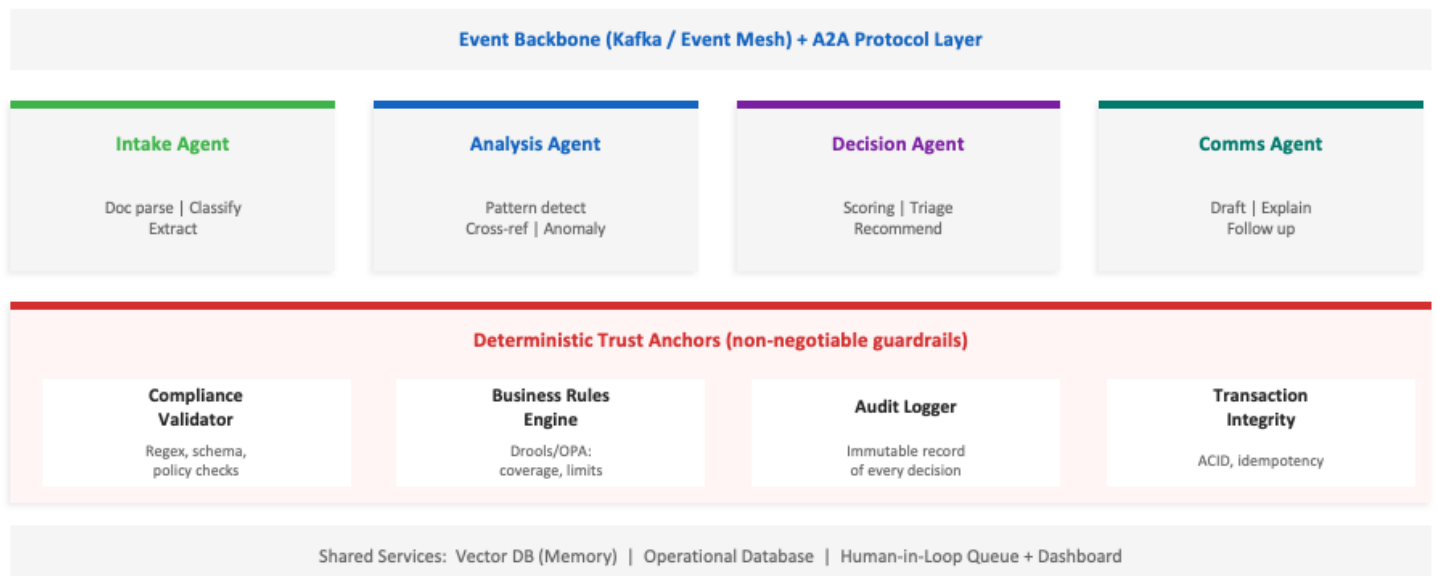 Event Backbone (Kafka / Event Mesh) + A2A Protocol Layer
Intake Agent
Doc parse | Classify
Extract
Analysis Agent
Pattern detect
Cross-ref | Anomaly
Decision Agent
Scoring | Triage
Recommend
Comms Agent
Draft | Explain
Follow up
Deterministic Trust Anchors (non-negotiable guardrails)
Compliance
Validator
Regex, schema,
policy checks
Business Rules
Engine
Drools/OPA:
coverage, limits
Audit Logger
Immutable record
of every decision
Transaction
Integrity
ACID, idempotency
Shared Services:  Vector DB (Memory)  |  Operational Database  |  Human-in-Loop Queue + Dashboard